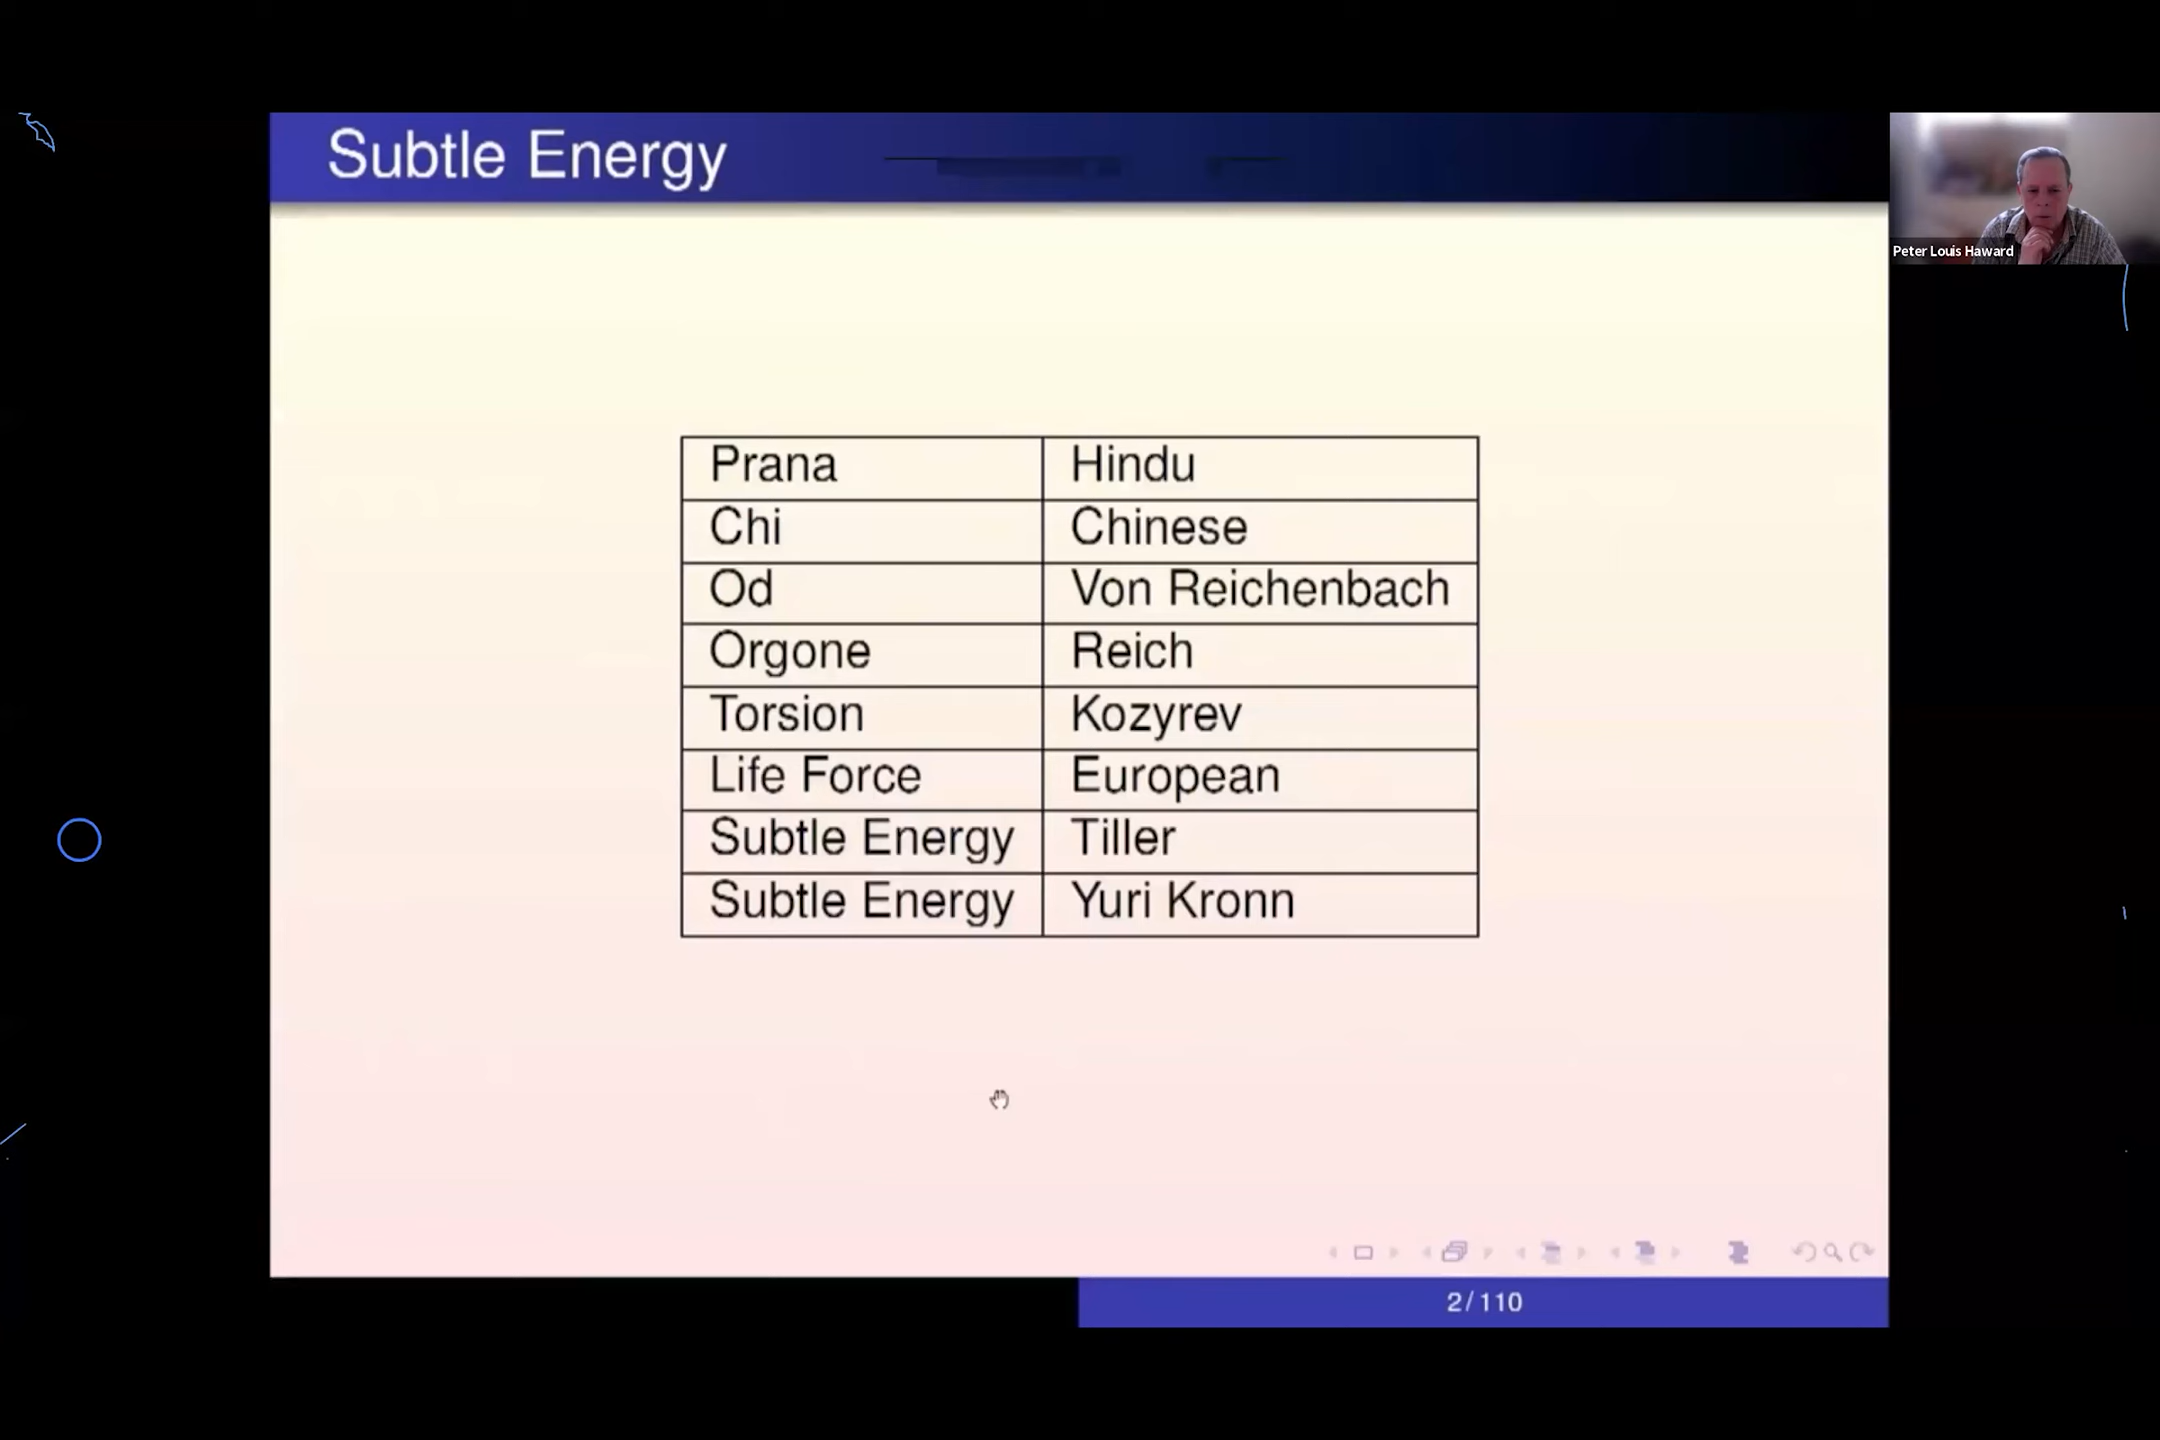 Subtle Energy
Peter Louis Haward
Prana Hindu
Chi Chinese
Od Von Reichenbach
Orgone Reich
Torsion Kozyrev
Life Force European
Subtle Energy Tiller
Subtle Energy Yuri Kronn
2/110